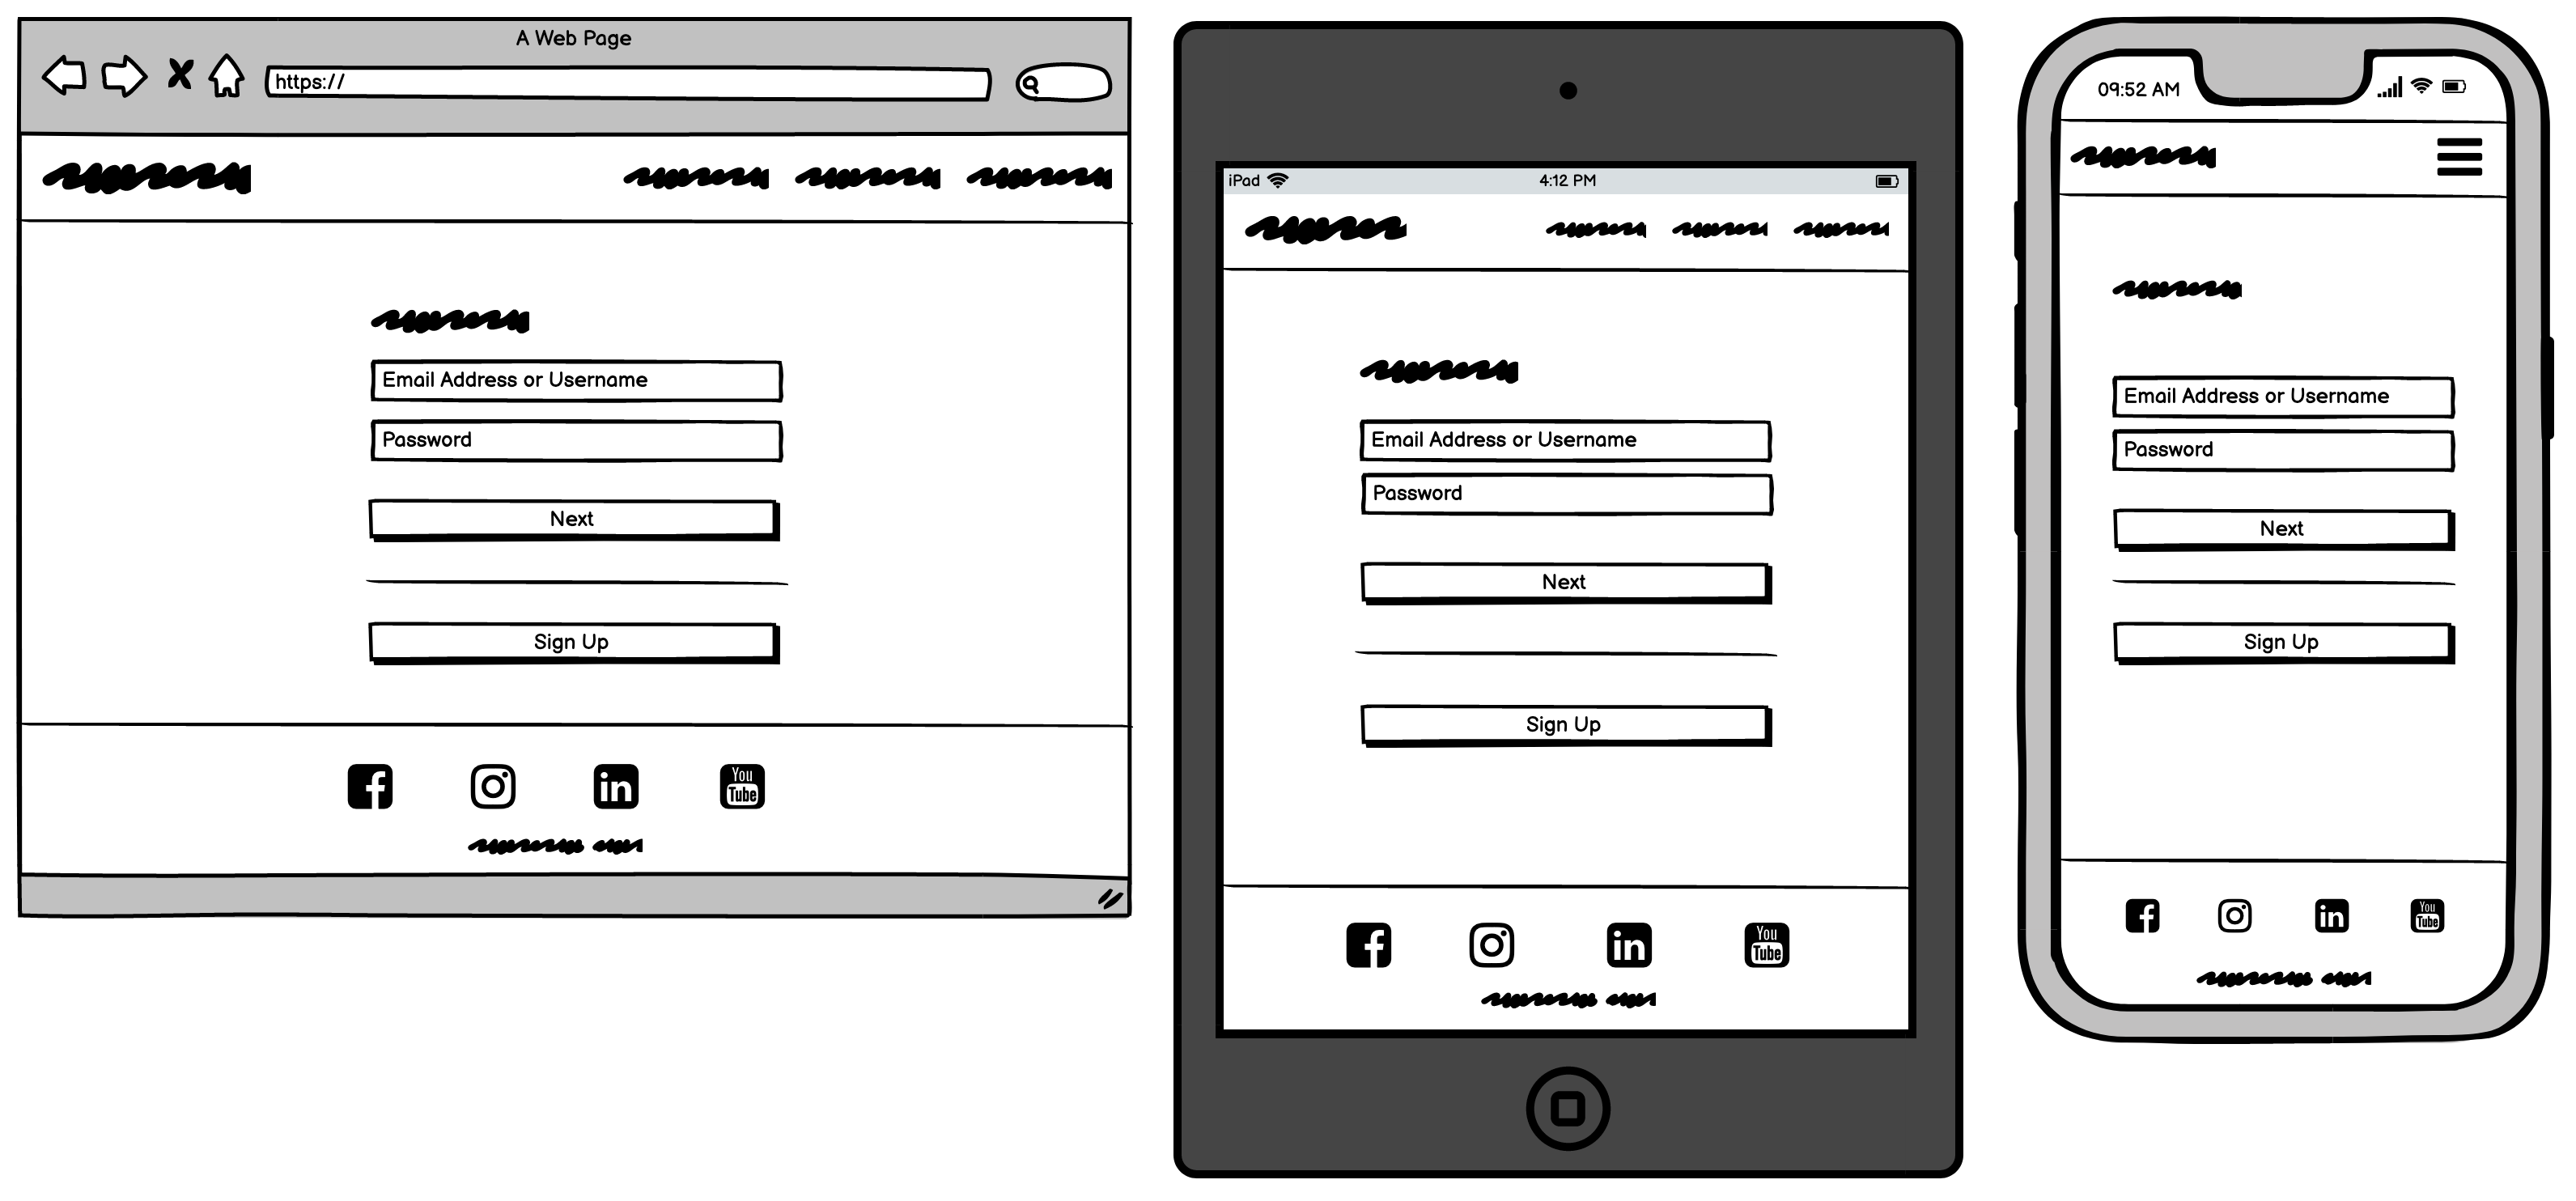 A Web Page
https://
Email Address or Username
Password
Next
Sign Up
You
Tube
iPad
4:12 PM
Email Address or Username
Password
Next
Sign Up
You
Tube
09:52 AM
Email Address or Username
Password
Next
Sign Up
You
Tube